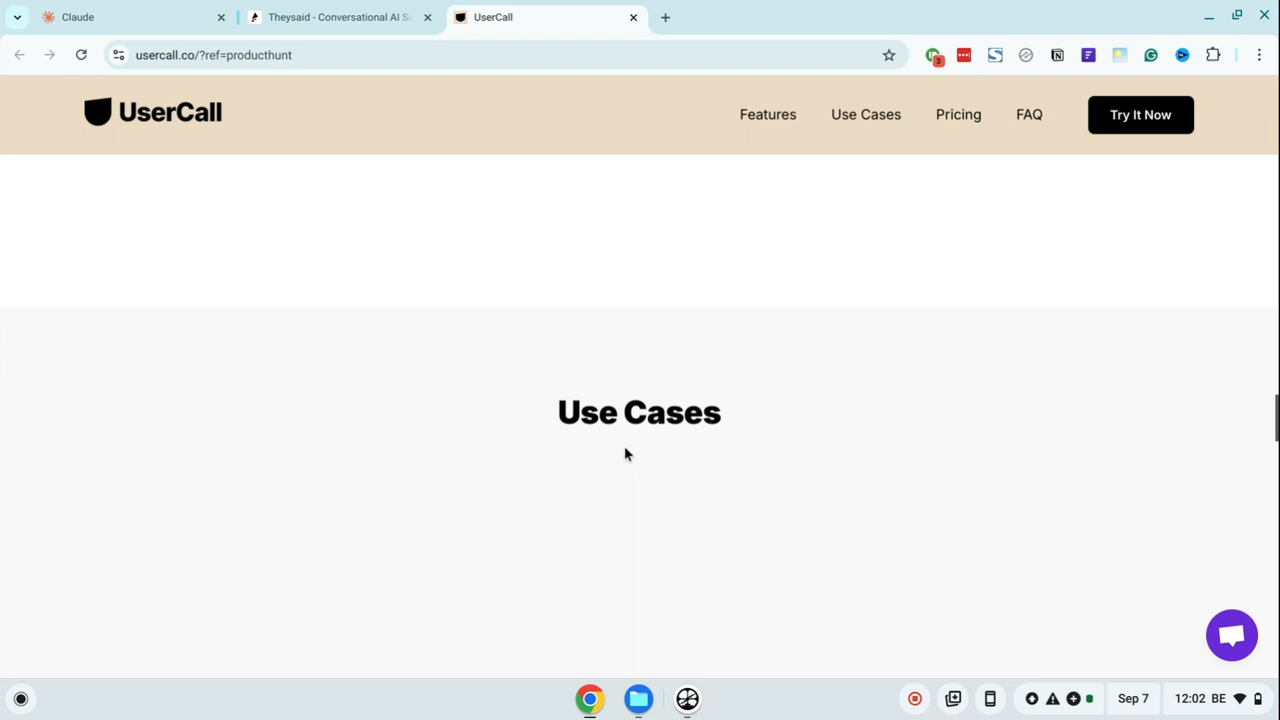 Claude
Theysaid - Conversational AI Su
UserCall
usercall.co/?ref=producthunt
3
UserCall
Features
Use Cases
Pricing
FAQ
Try It Now
Use Cases
Sep 7
12:02 BE